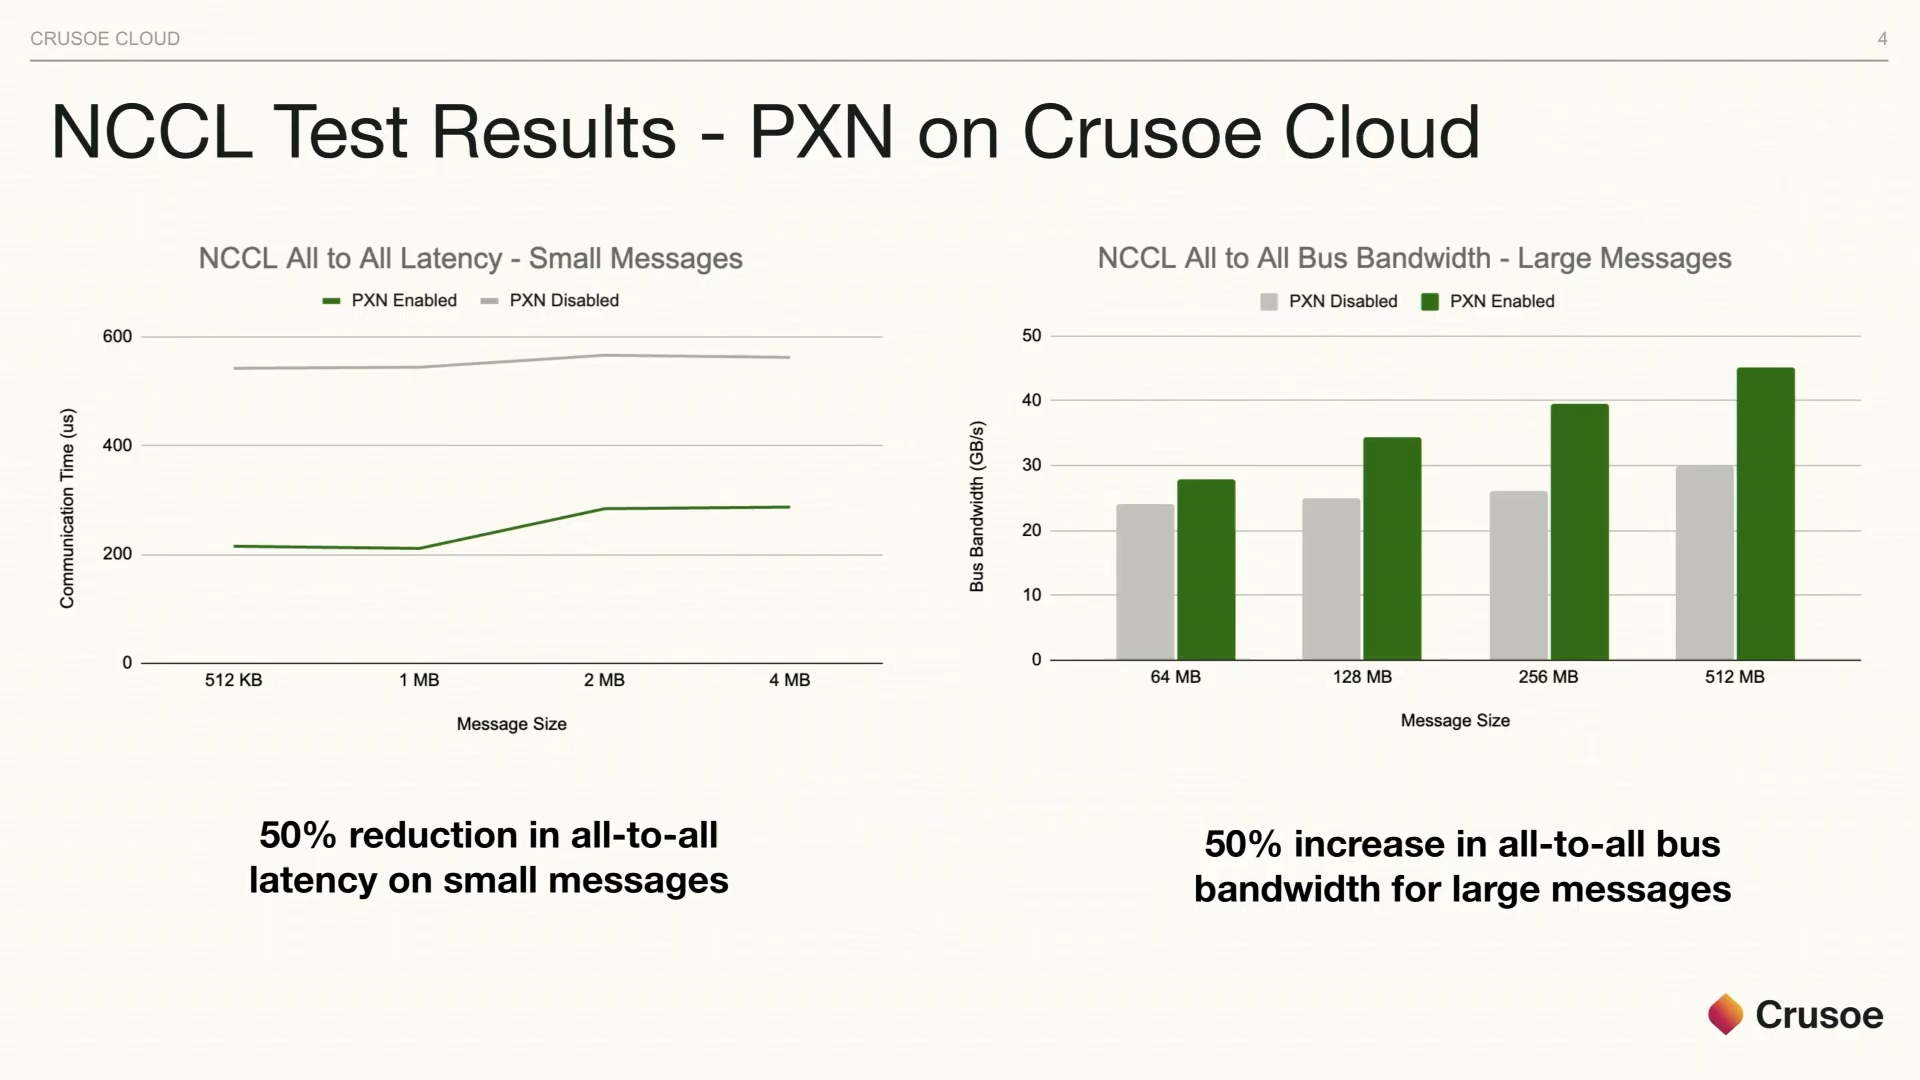 CRUSOE CLOUD
4
NCCL Test Results - PXN on Crusoe Cloud
NCCL All to All Latency - Small Messages
PXN Enabled PXN Disabled
600
400
200
0
Communication Time (us)
512 KB 1 MB 2 MB 4 MB
Message Size
50% reduction in all-to-all
latency on small messages
NCCL All to All Bus Bandwidth - Large Messages
PXN Disabled PXN Enabled
50
40
30
20
10
0
Bus Bandwidth (GB/s)
64 MB 128 MB 256 MB 512 MB
Message Size
50% increase in all-to-all bus
bandwidth for large messages
Crusoe